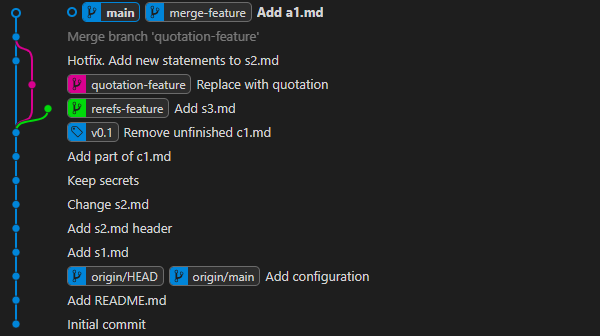 main merge-feature Add a1.md
Merge branch 'quotation-feature'
Hotfix. Add new statements to s2.md
quotation-feature Replace with quotation
rerefs-feature Add s3.md
v0.1 Remove unfinished c1.md
Add part of c1.md
Keep secrets
Change s2.md
Add s2.md header
Add s1.md
origin/HEAD origin/main Add configuration
Add README.md
Initial commit